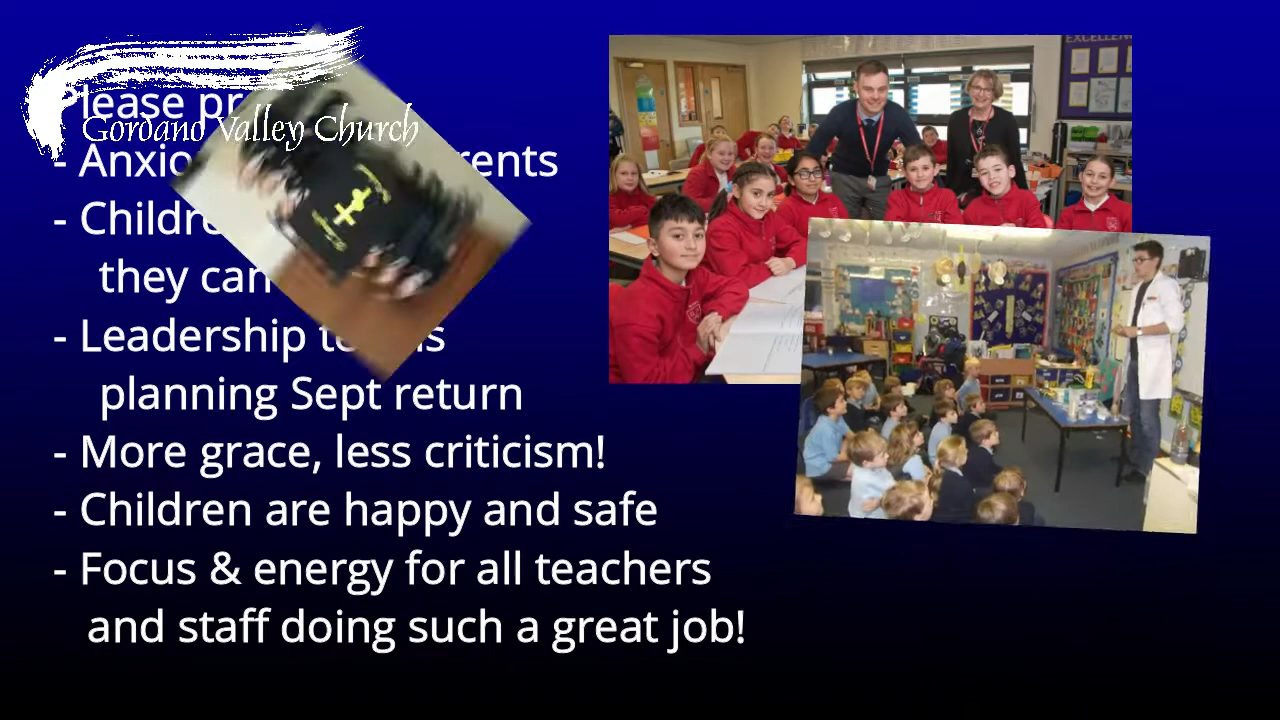 lease pr
Gordano Valley Church
- Anxio rents
- Childre
they can
- Leadership
planning Sept return
- More grace, less criticism!
- Children are happy and safe
- Focus & energy for all teachers
and staff doing such a great job!